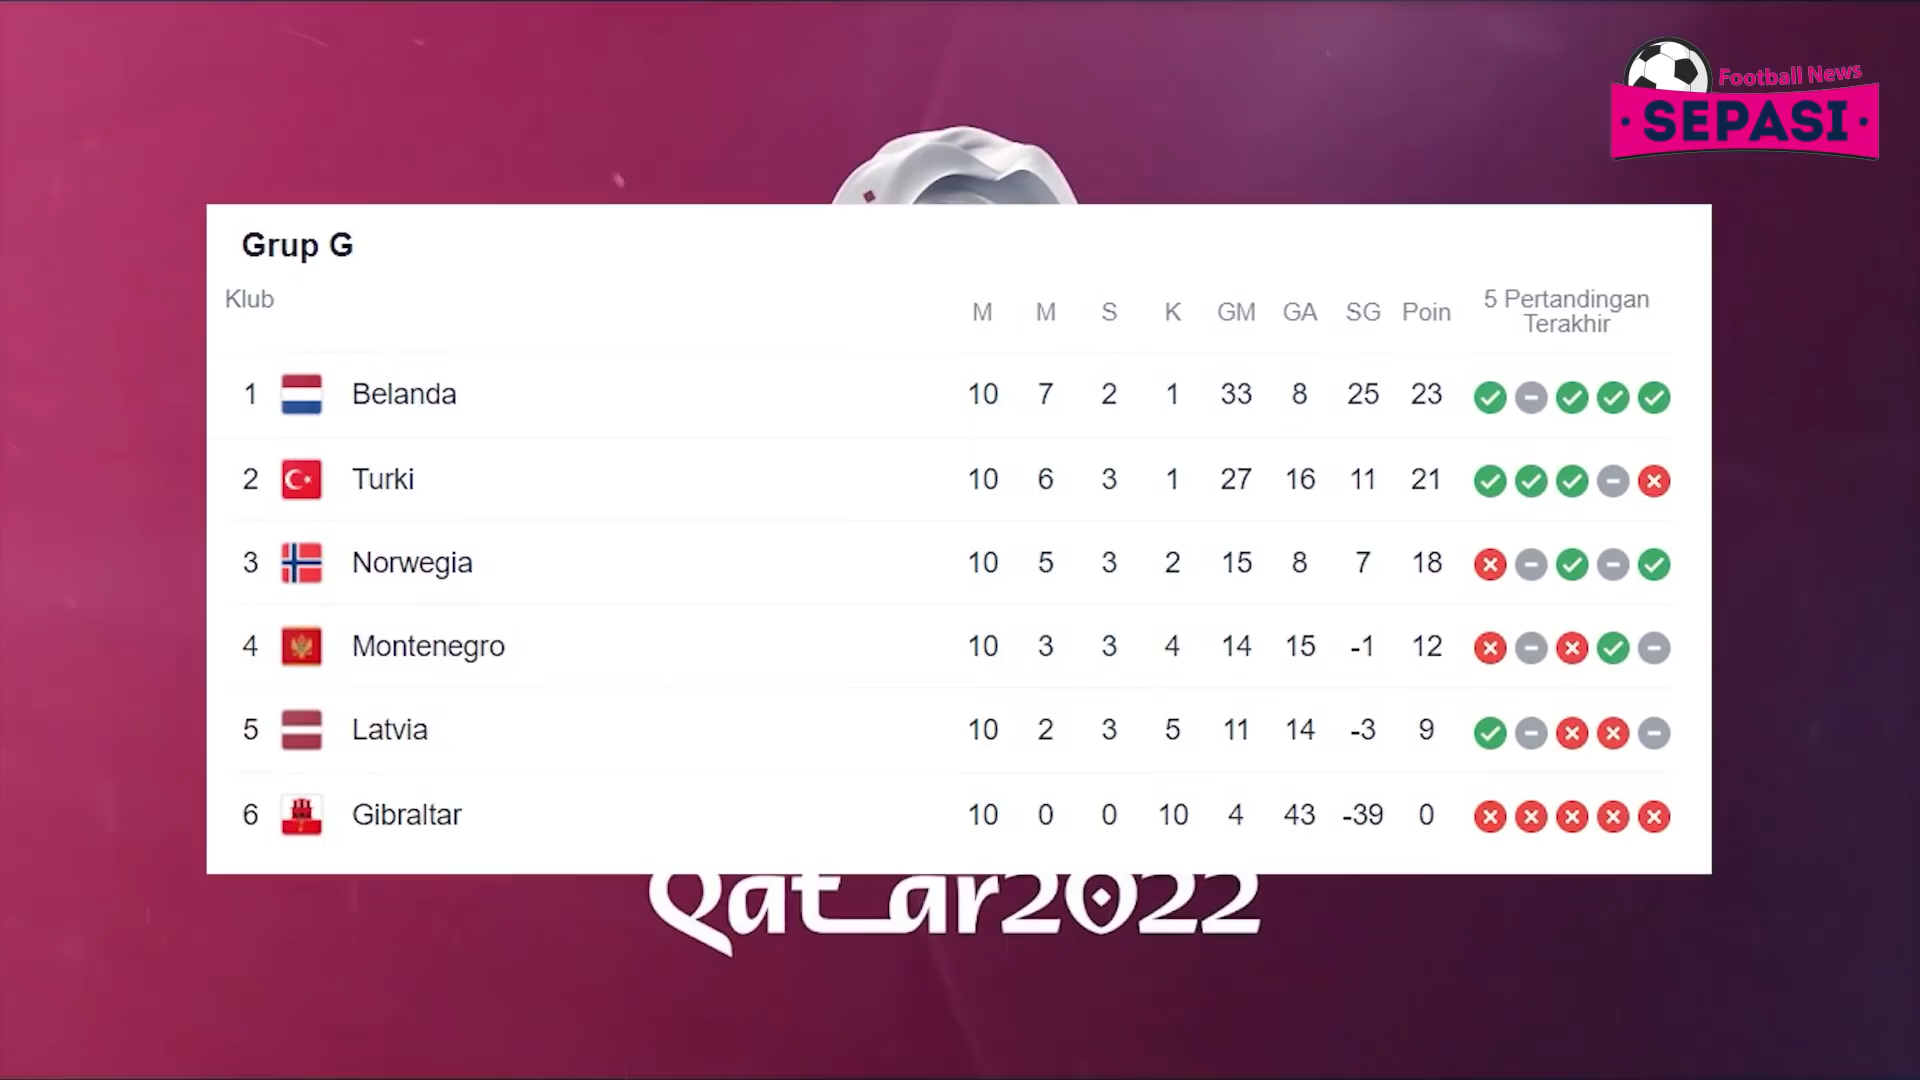 Football News
SEPASI
Grup G
Klub M M S K GM GA SG Poin 5 Pertandingan
Terakhir
1 Belanda 10 7 2 1 33 8 25 23
2 Turki 10 6 3 1 27 16 11 21
3 Norwegia 10 5 3 2 15 8 7 18
4 Montenegro 10 3 3 4 14 15 -1 12
5 Latvia 10 2 3 5 11 14 -3 9
6 Gibraltar 10 0 0 10 4 43 -39 0
Qatar2022